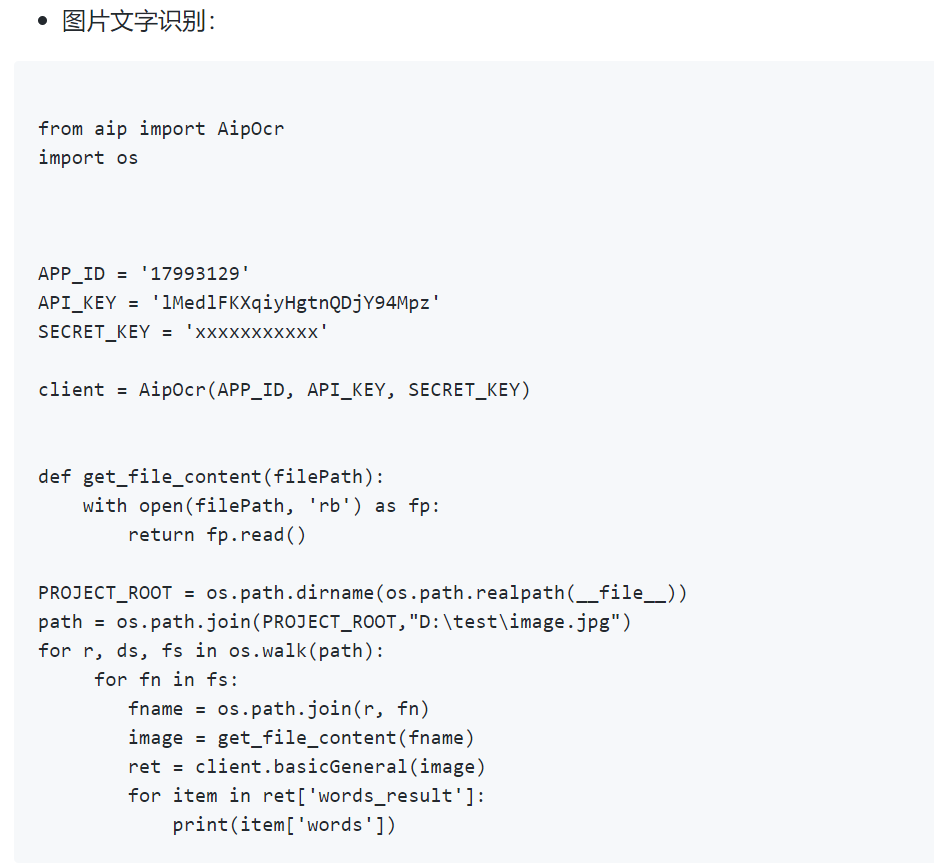 图片文字识别：
from aip import AipOcr
import os
APP_ID = '17993129'
API_KEY = 'lMedlFKXqiyHgtnQDjY94Mpz'
SECRET_KEY = 'xxxxxxxxxxx'
client = AipOcr(APP_ID, API_KEY, SECRET_KEY)
def get_file_content(filePath):
    with open(filePath, 'rb') as fp:
        return fp.read()
PROJECT_ROOT = os.path.dirname(os.path.realpath(__file__))
path = os.path.join(PROJECT_ROOT,"D:\test\image.jpg")
for r, ds, fs in os.walk(path):
     for fn in fs:
        fname = os.path.join(r, fn)
        image = get_file_content(fname)
        ret = client.basicGeneral(image)
        for item in ret['words_result']:
            print(item['words'])